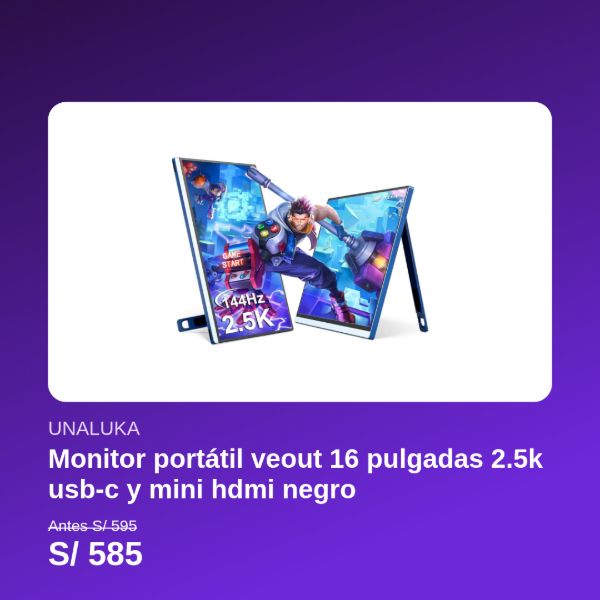 GAME
START
144Hz
2.5K
UNALUKA
Monitor portátil veout 16 pulgadas 2.5k
usb-c y mini hdmi negro
Antes S/ 595
S/ 585